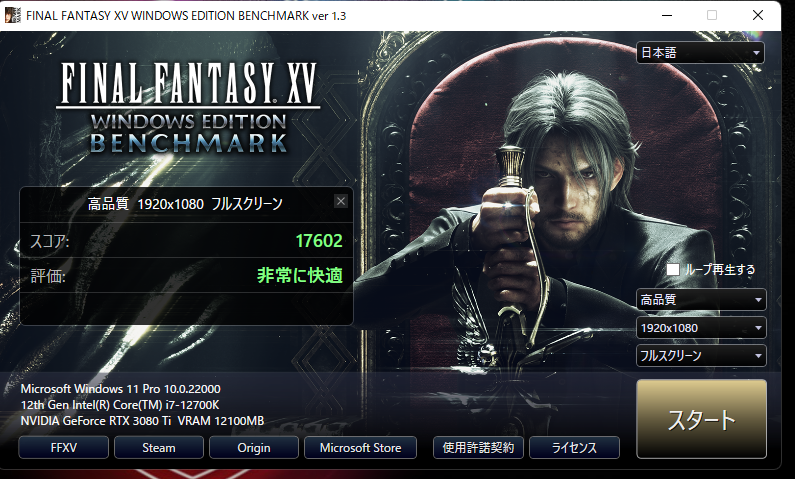 FINAL FANTASY XV WINDOWS EDITION BENCHMARK ver 1.3
日本語
FINAL FANTASY XV
WINDOWS EDITION
BENCHMARK
高品質 1920x1080 フルスクリーン
スコア: 17602
評価: 非常に快適
ループ再生する
高品質
1920x1080
フルスクリーン
Microsoft Windows 11 Pro 10.0.22000
12th Gen Intel(R) Core(TM) i7-12700K
NVIDIA GeForce RTX 3080 Ti VRAM 12100MB
スタート
FFXV Steam Origin Microsoft Store 使用許諾契約 ライセンス